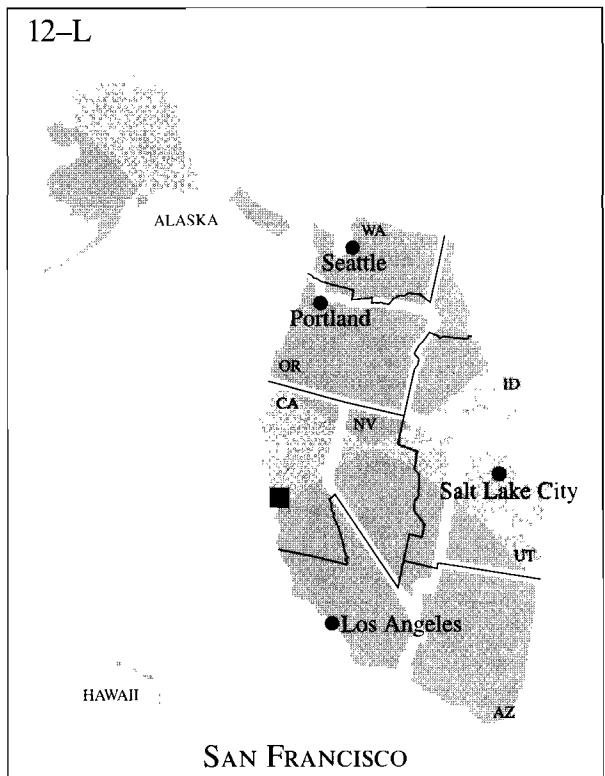 12–L
ALASKA
WA
Seattle
Portland
OR
CA
ID
NV
Salt Lake City
UT
Los Angeles
HAWAII
AZ
SAN FRANCISCO